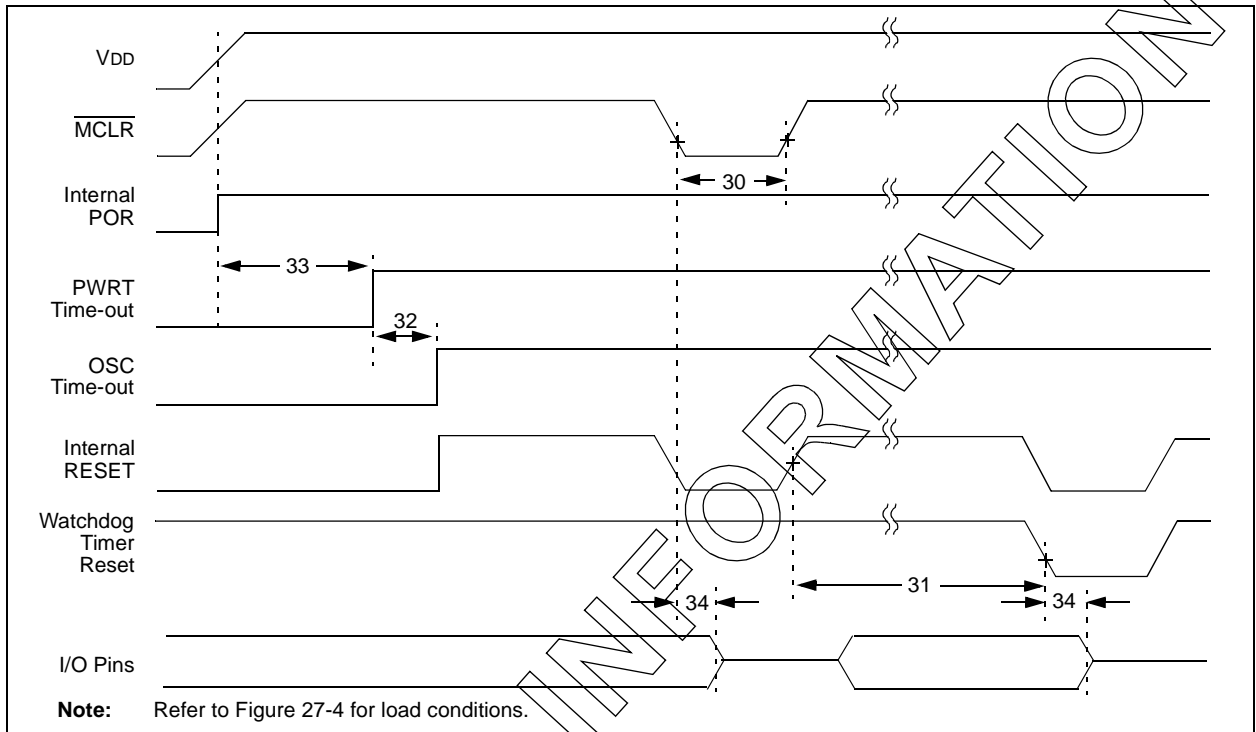 VDD
MCLR
30
Internal
POR
33
PWRT
Time-out
32
OSC
Time-out
Internal
RESET
Watchdog
Timer
Reset
31
34
34
I/O Pins
Note: Refer to Figure 27-4 for load conditions.
INFORMATION